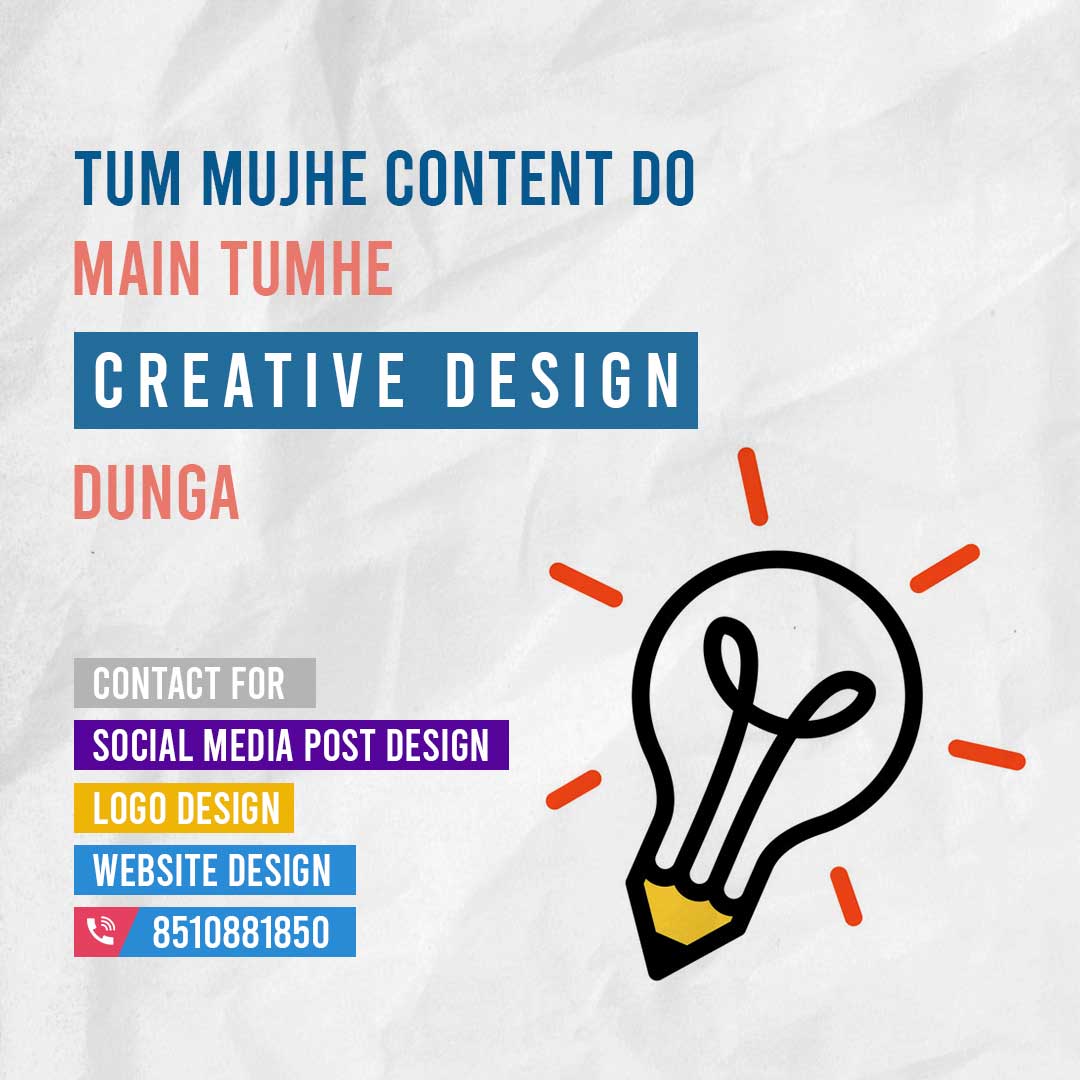 TUM MUJHE CONTENT DO
MAIN TUMHE
CREATIVE DESIGN
DUNGA
CONTACT FOR
SOCIAL MEDIA POST DESIGN
LOGO DESIGN
WEBSITE DESIGN
8510881850